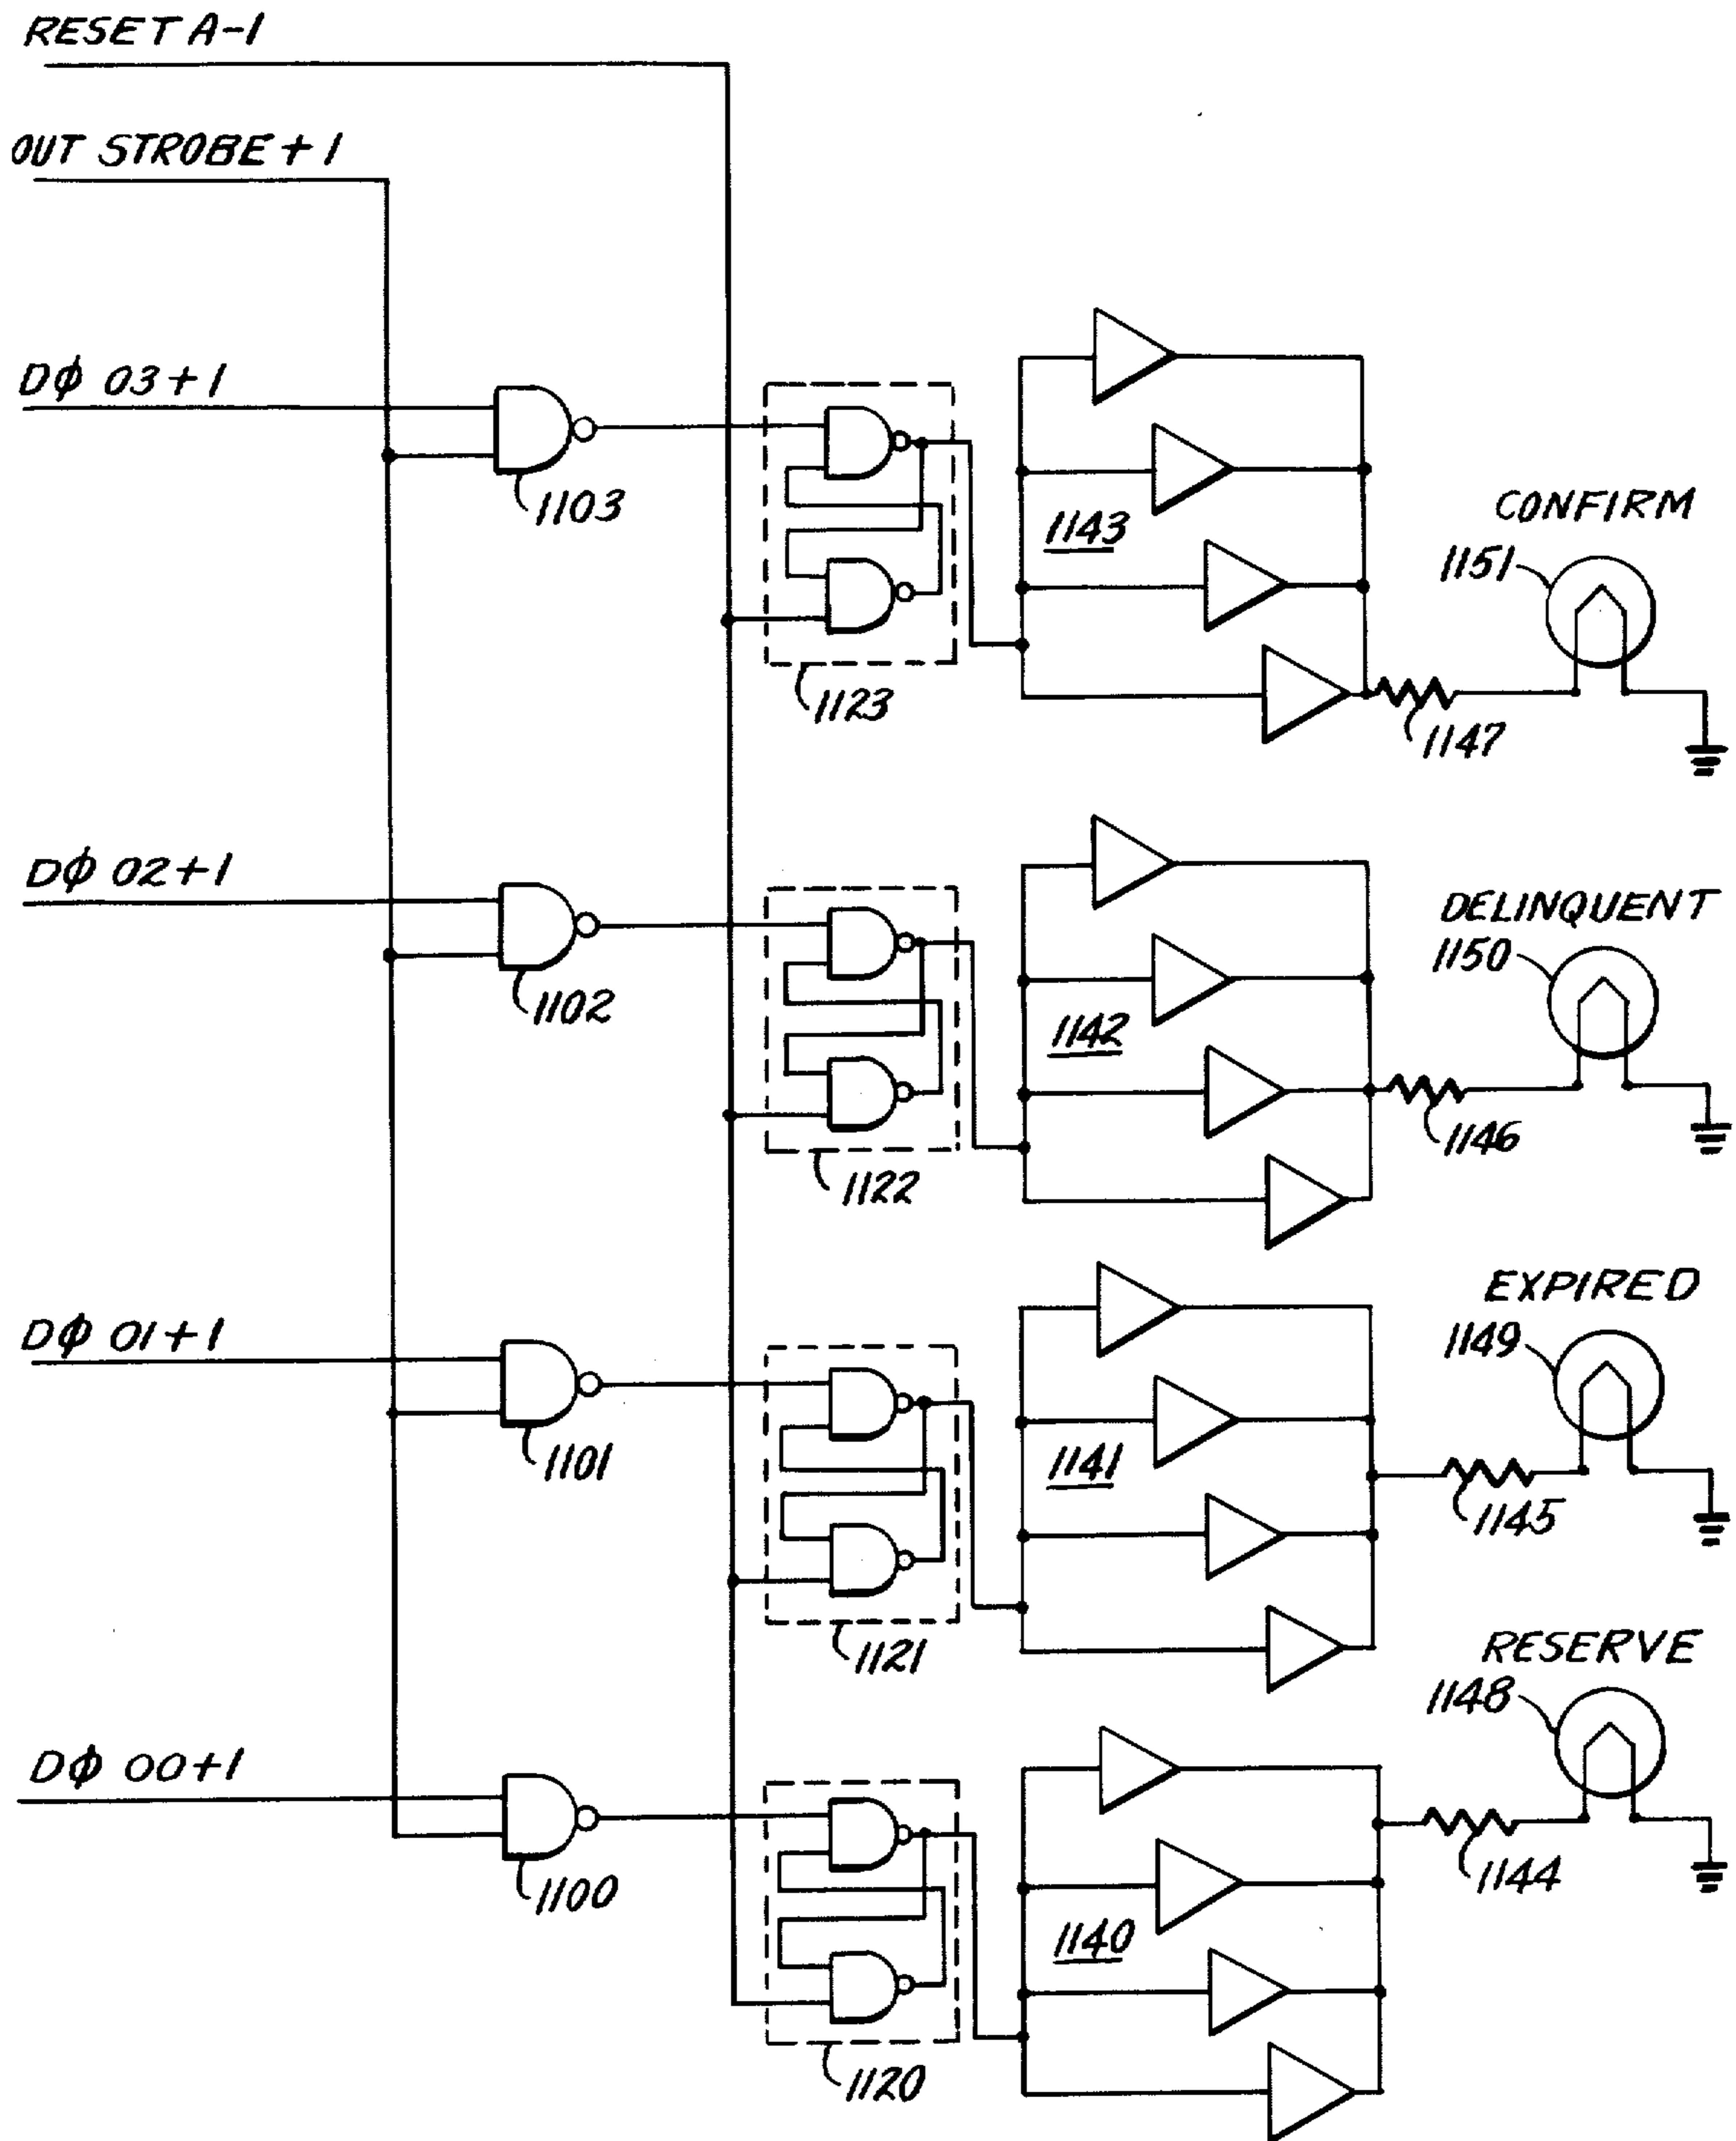 RESET A-1
OUT STROBE+1
Dϕ 03+1
1103
1123
1143
CONFIRM
1151
1147
Dϕ 02+1
1102
1122
1142
DELINQUENT
1150
1146
Dϕ 01+1
1101
1121
1141
EXPIRED
1149
1145
Dϕ 00+1
1100
1120
1140
RESERVE
1148
1144